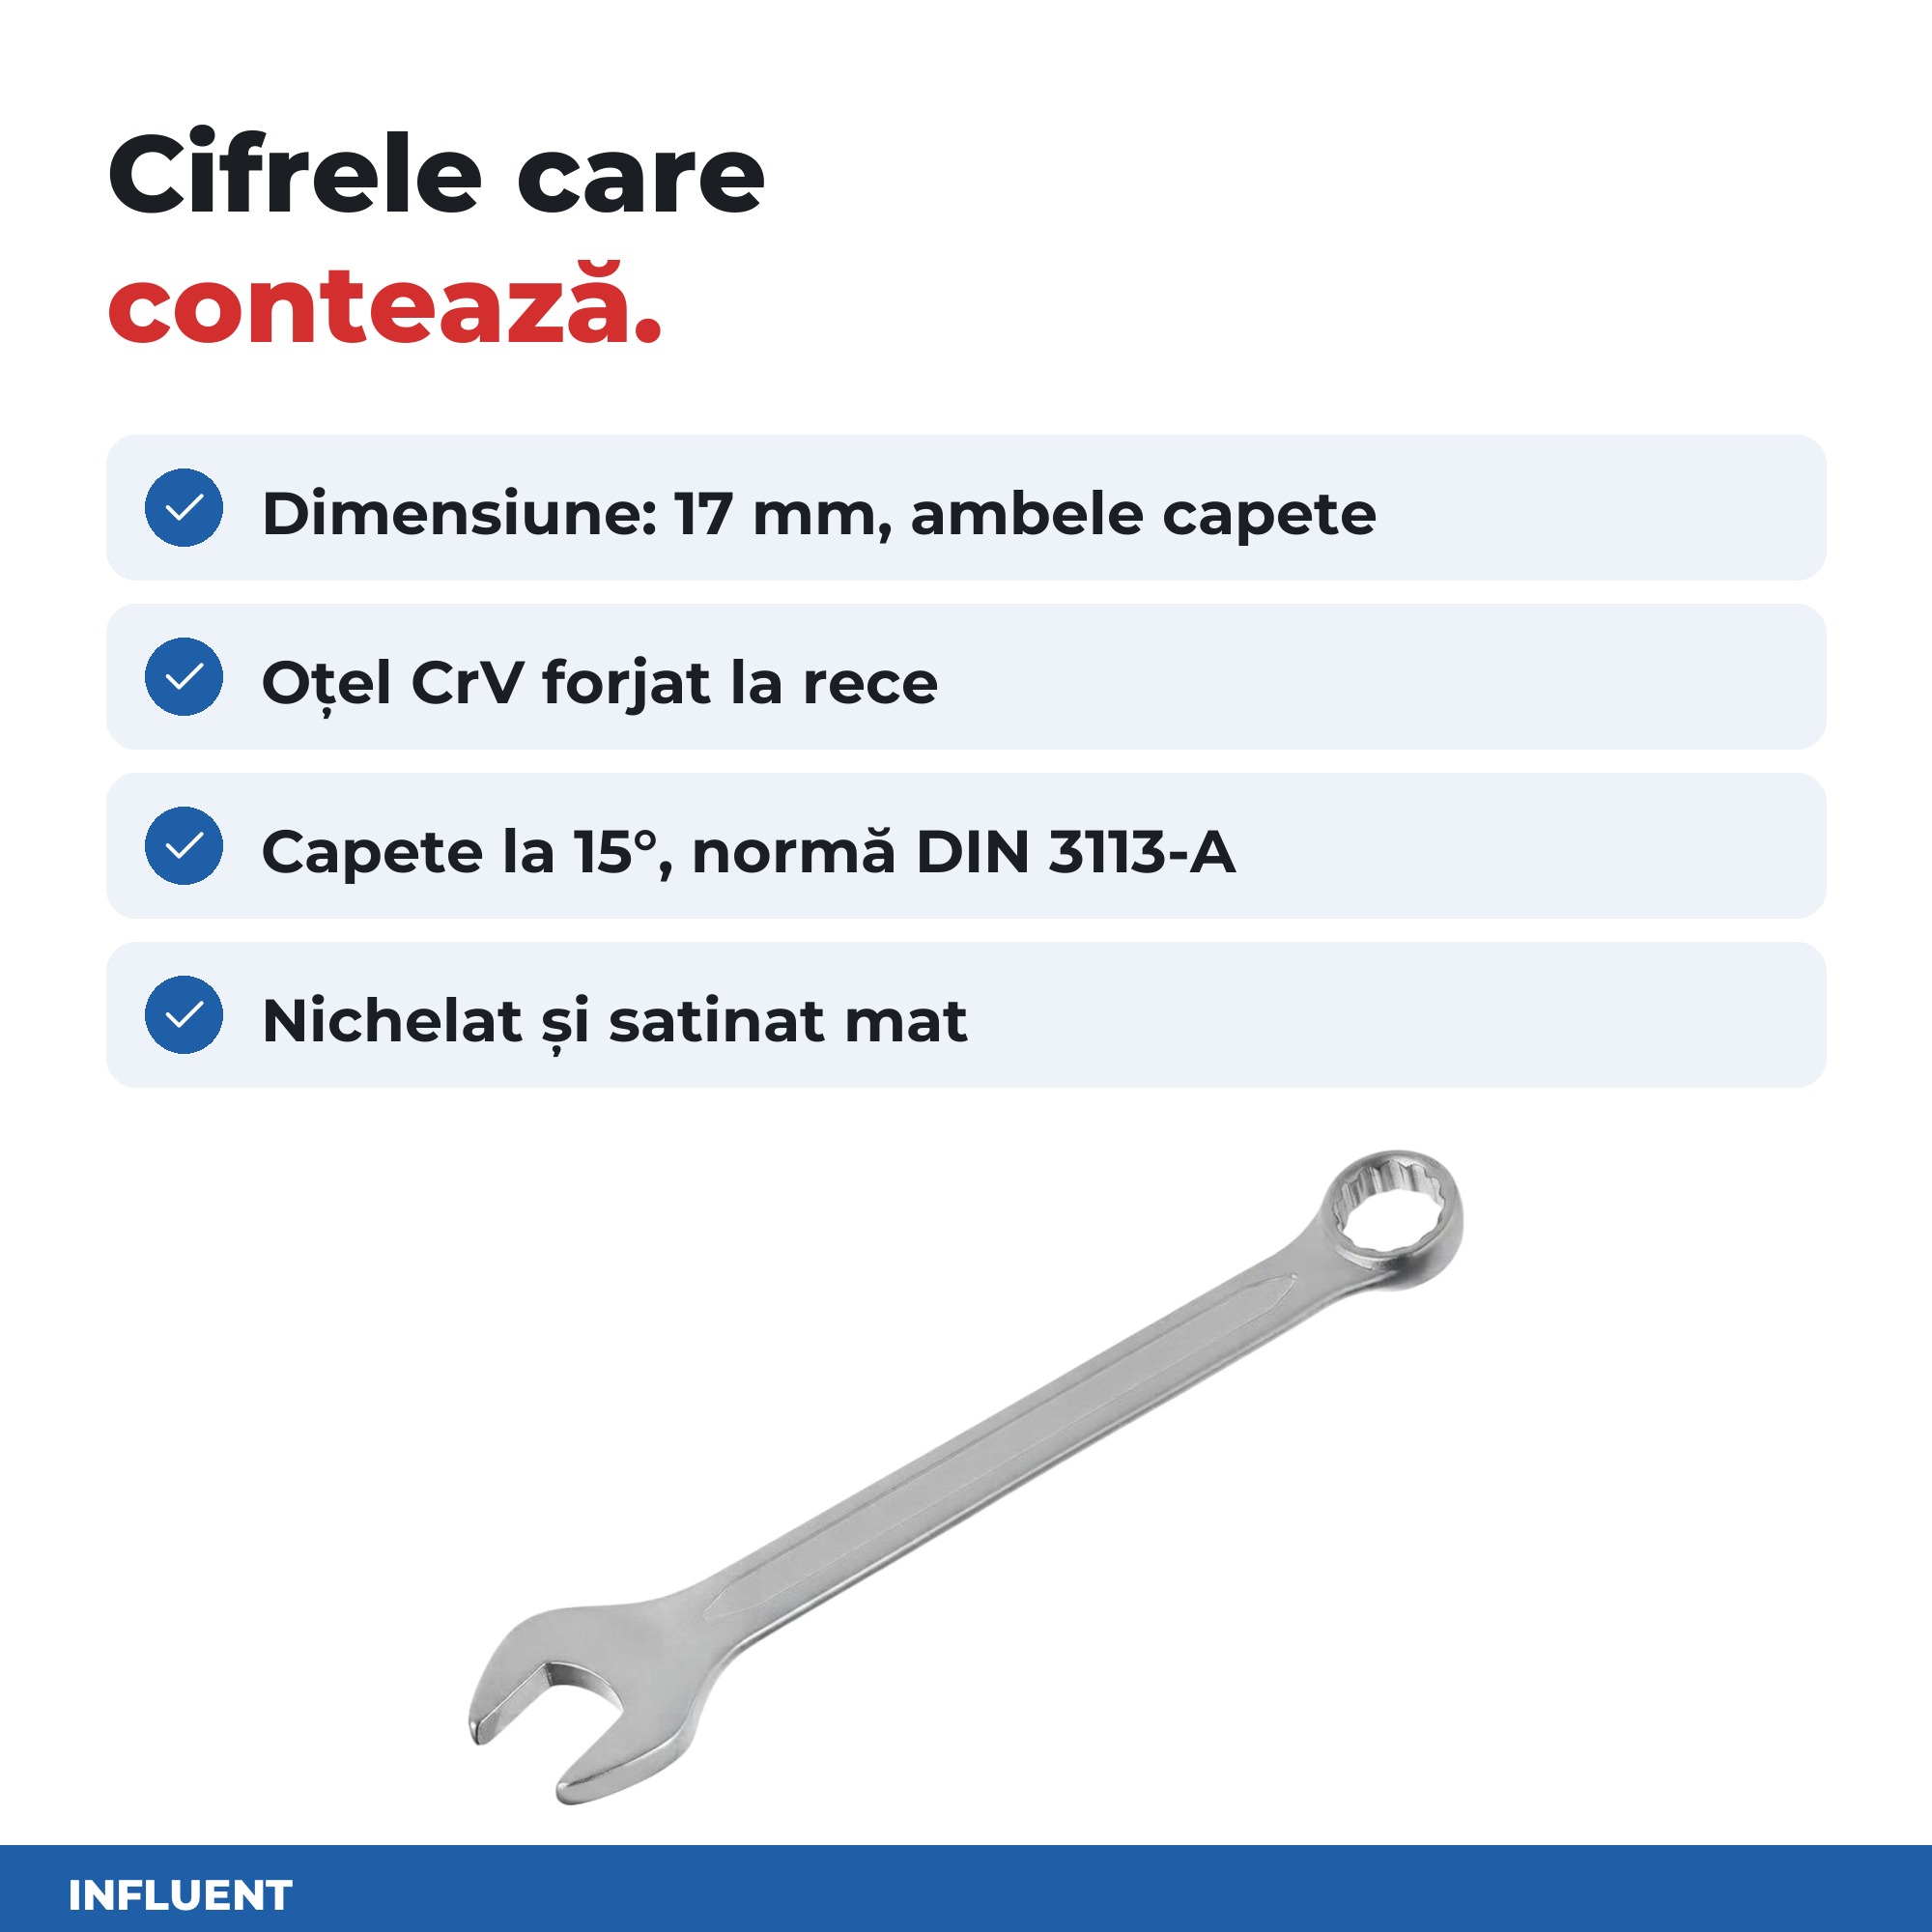 Cifrele care
contează.
Dimensiune: 17 mm, ambele capete
Oțel CrV forjat la rece
Capete la 15°, normă DIN 3113-A
Nichelat și satinat mat
INFLUENT